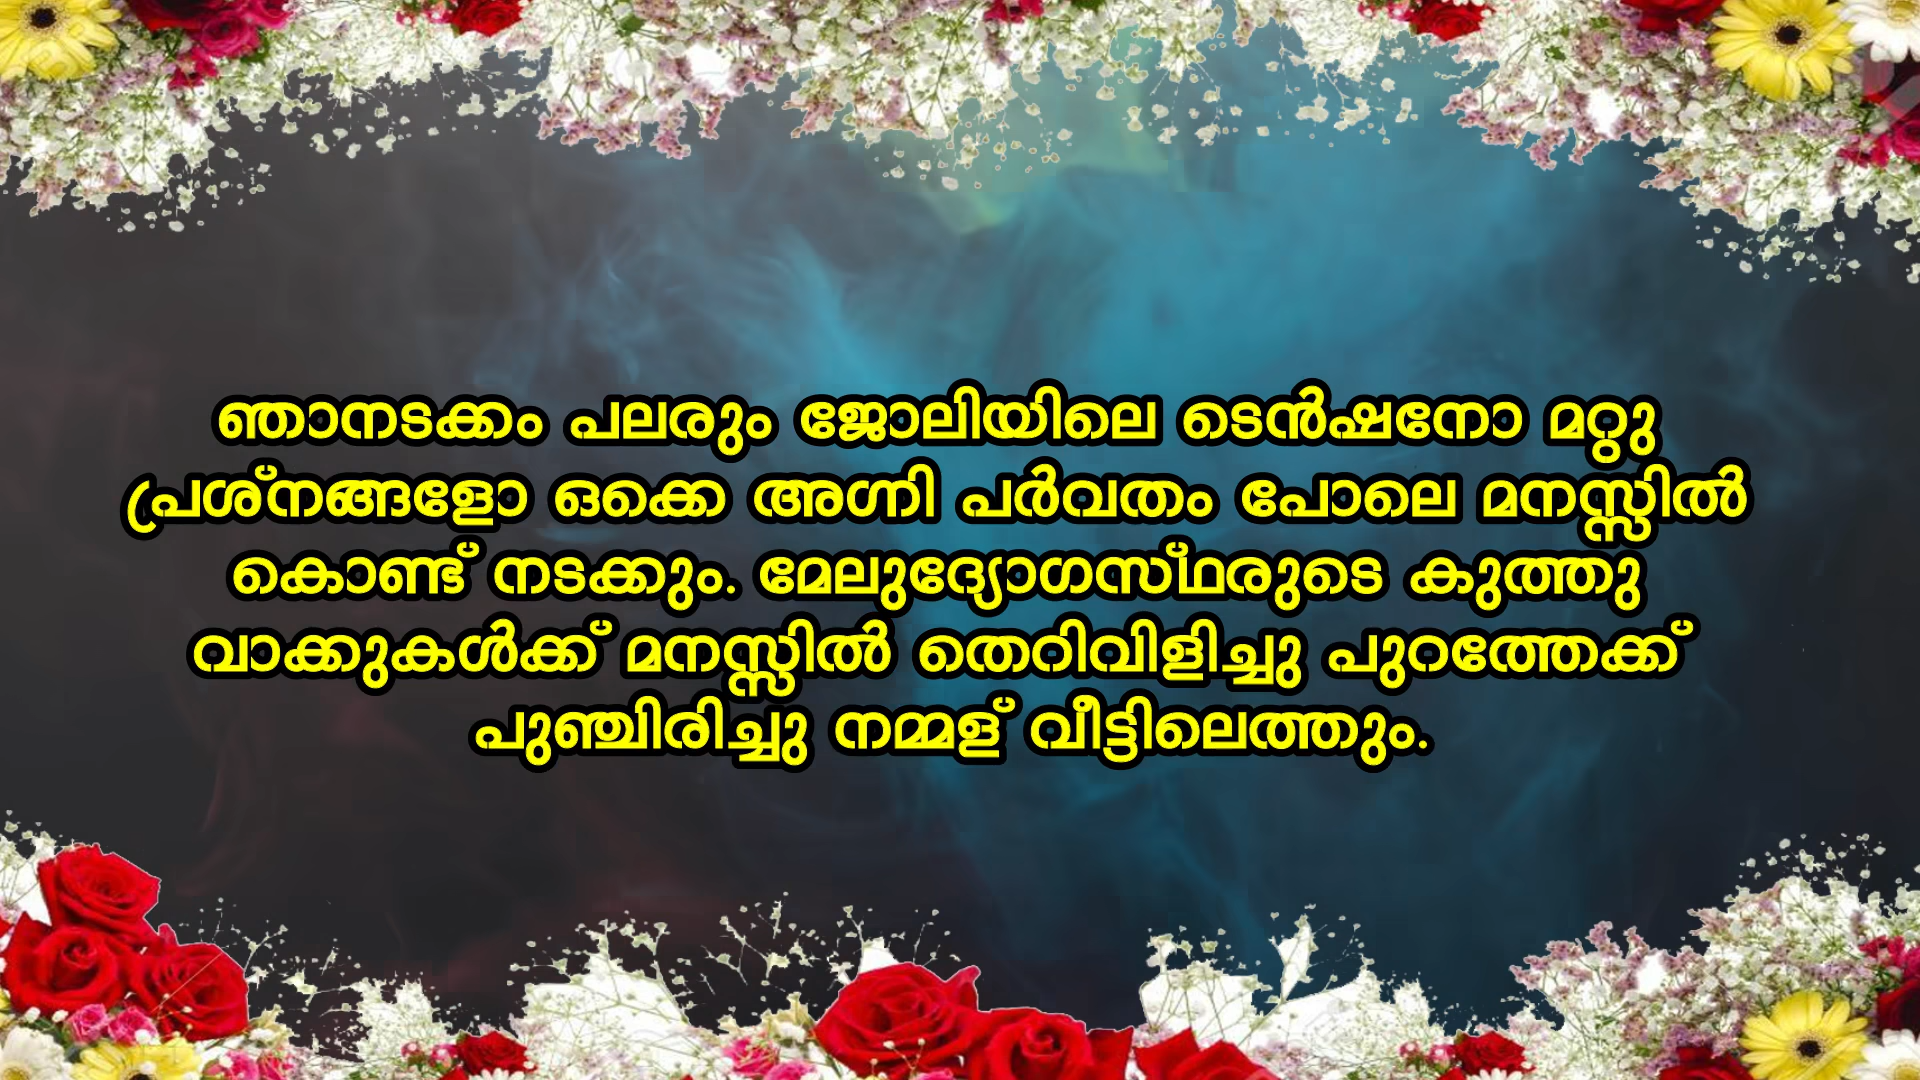 ഞാനടക്കം പലരും ജോലിയിലെ ടെൻഷനോ മറ്റു
പ്രശ്നങ്ങളോ ഒക്കെ അഗ്നി പർവതം പോലെ മനസ്സിൽ
കൊണ്ട് നടക്കും. മേലുദ്യോഗസ്ഥരുടെ കുത്തു
വാക്കുകൾക്ക് മനസ്സിൽ തെറിവിളിച്ചു പുറത്തേക്ക്
പുഞ്ചിരിച്ചു നമ്മള് വീട്ടിലെത്തും.